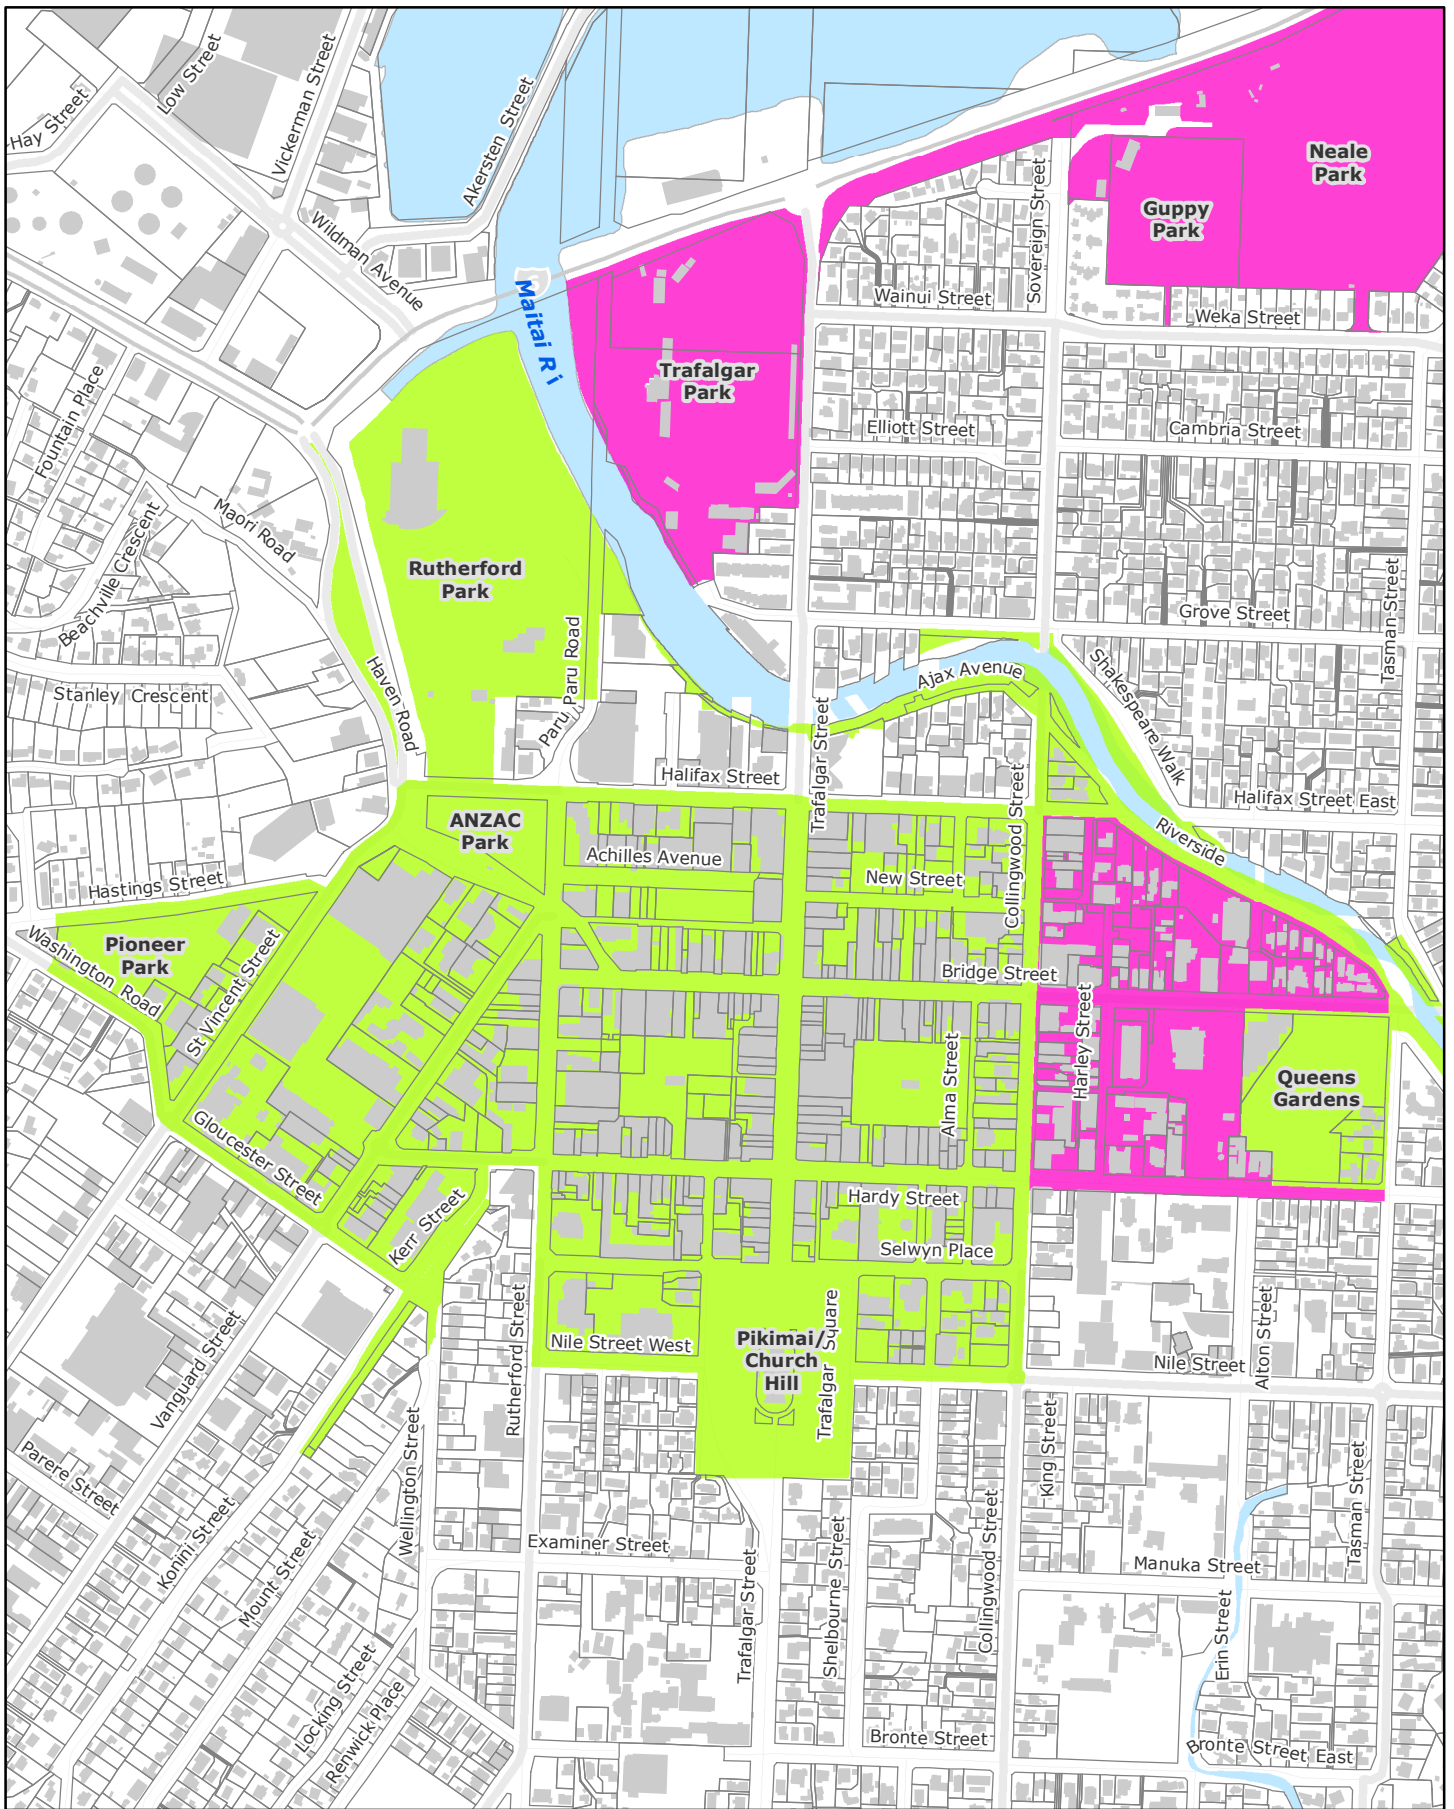 Low Street
Vickerman Street
Hay Street
Akersten Street
Wildman Avenue
Maitai Ri
Neale
Park
Guppy
Park
Sovereign Street
Wainui Street
Weka Street
Trafalgar
Park
Fountain Place
Elliott Street
Cambria Street
Maori Road
Beachville Crescent
Rutherford
Park
Grove Street
Tasman Street
Paru Paru Road
Haven Road
Stanley Crescent
Ajax Avenue
Shakespeare Walk
Trafalgar Street
Halifax Street
Collingwood Street
Halifax Street East
ANZAC
Park
Riverside
Achilles Avenue
New Street
Hastings Street
Pioneer
Park
Washington Road
St Vincent Street
Bridge Street
Harley Street
Alma Street
Queens
Gardens
Gloucester Street
Kerr Street
Hardy Street
Selwyn Place
Rutherford Street
Trafalgar Square
Pikimai/
Church
Hill
Nile Street West
Nile Street
Alton Street
Vanguard Street
Wellington Street
King Street
Parere Street
Konini Street
Mount Street
Examiner Street
Collingwood Street
Tasman Street
Manuka Street
Trafalgar Street
Shelbourne Street
Erin Street
Locking Street
Renwick Place
Bronte Street
Bronte Street East